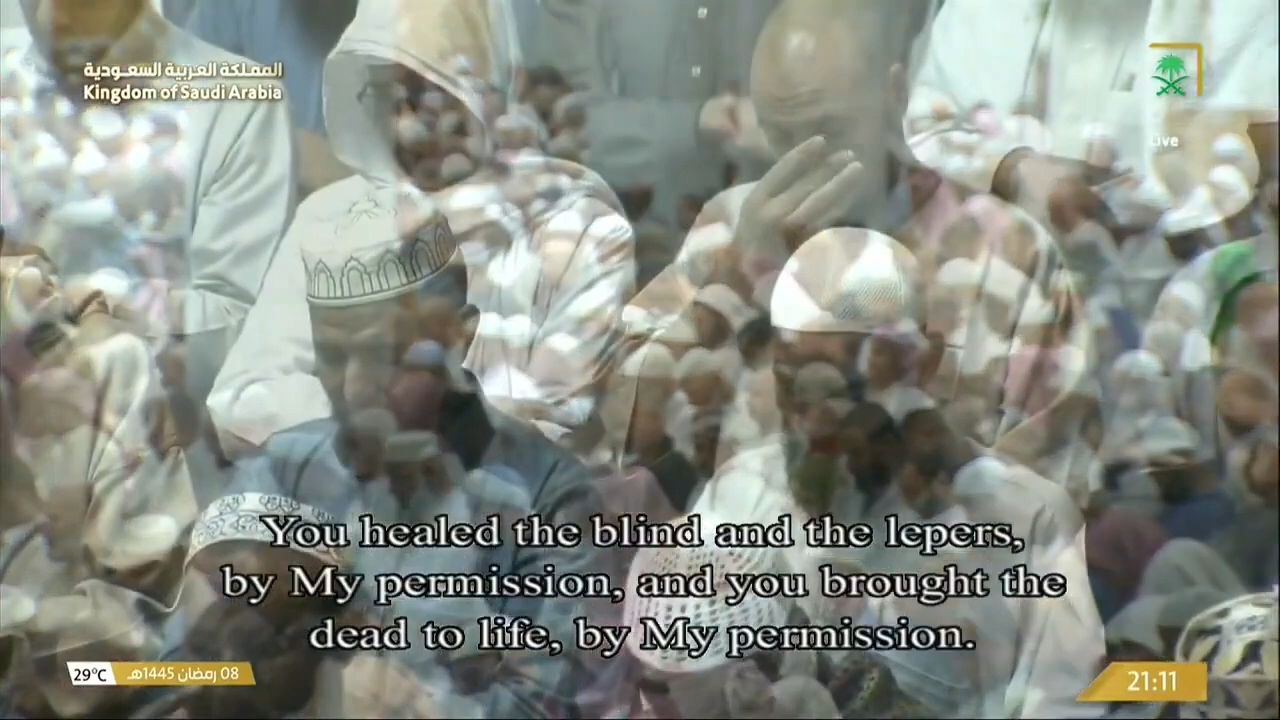 المملكة العربية السعودية
Kingdom of Saudi Arabia
Live
You healed the blind and the lepers,
by My permission, and you brought the
dead to life, by My permission.
29°C
08 رمضان 1445هـ
21:11